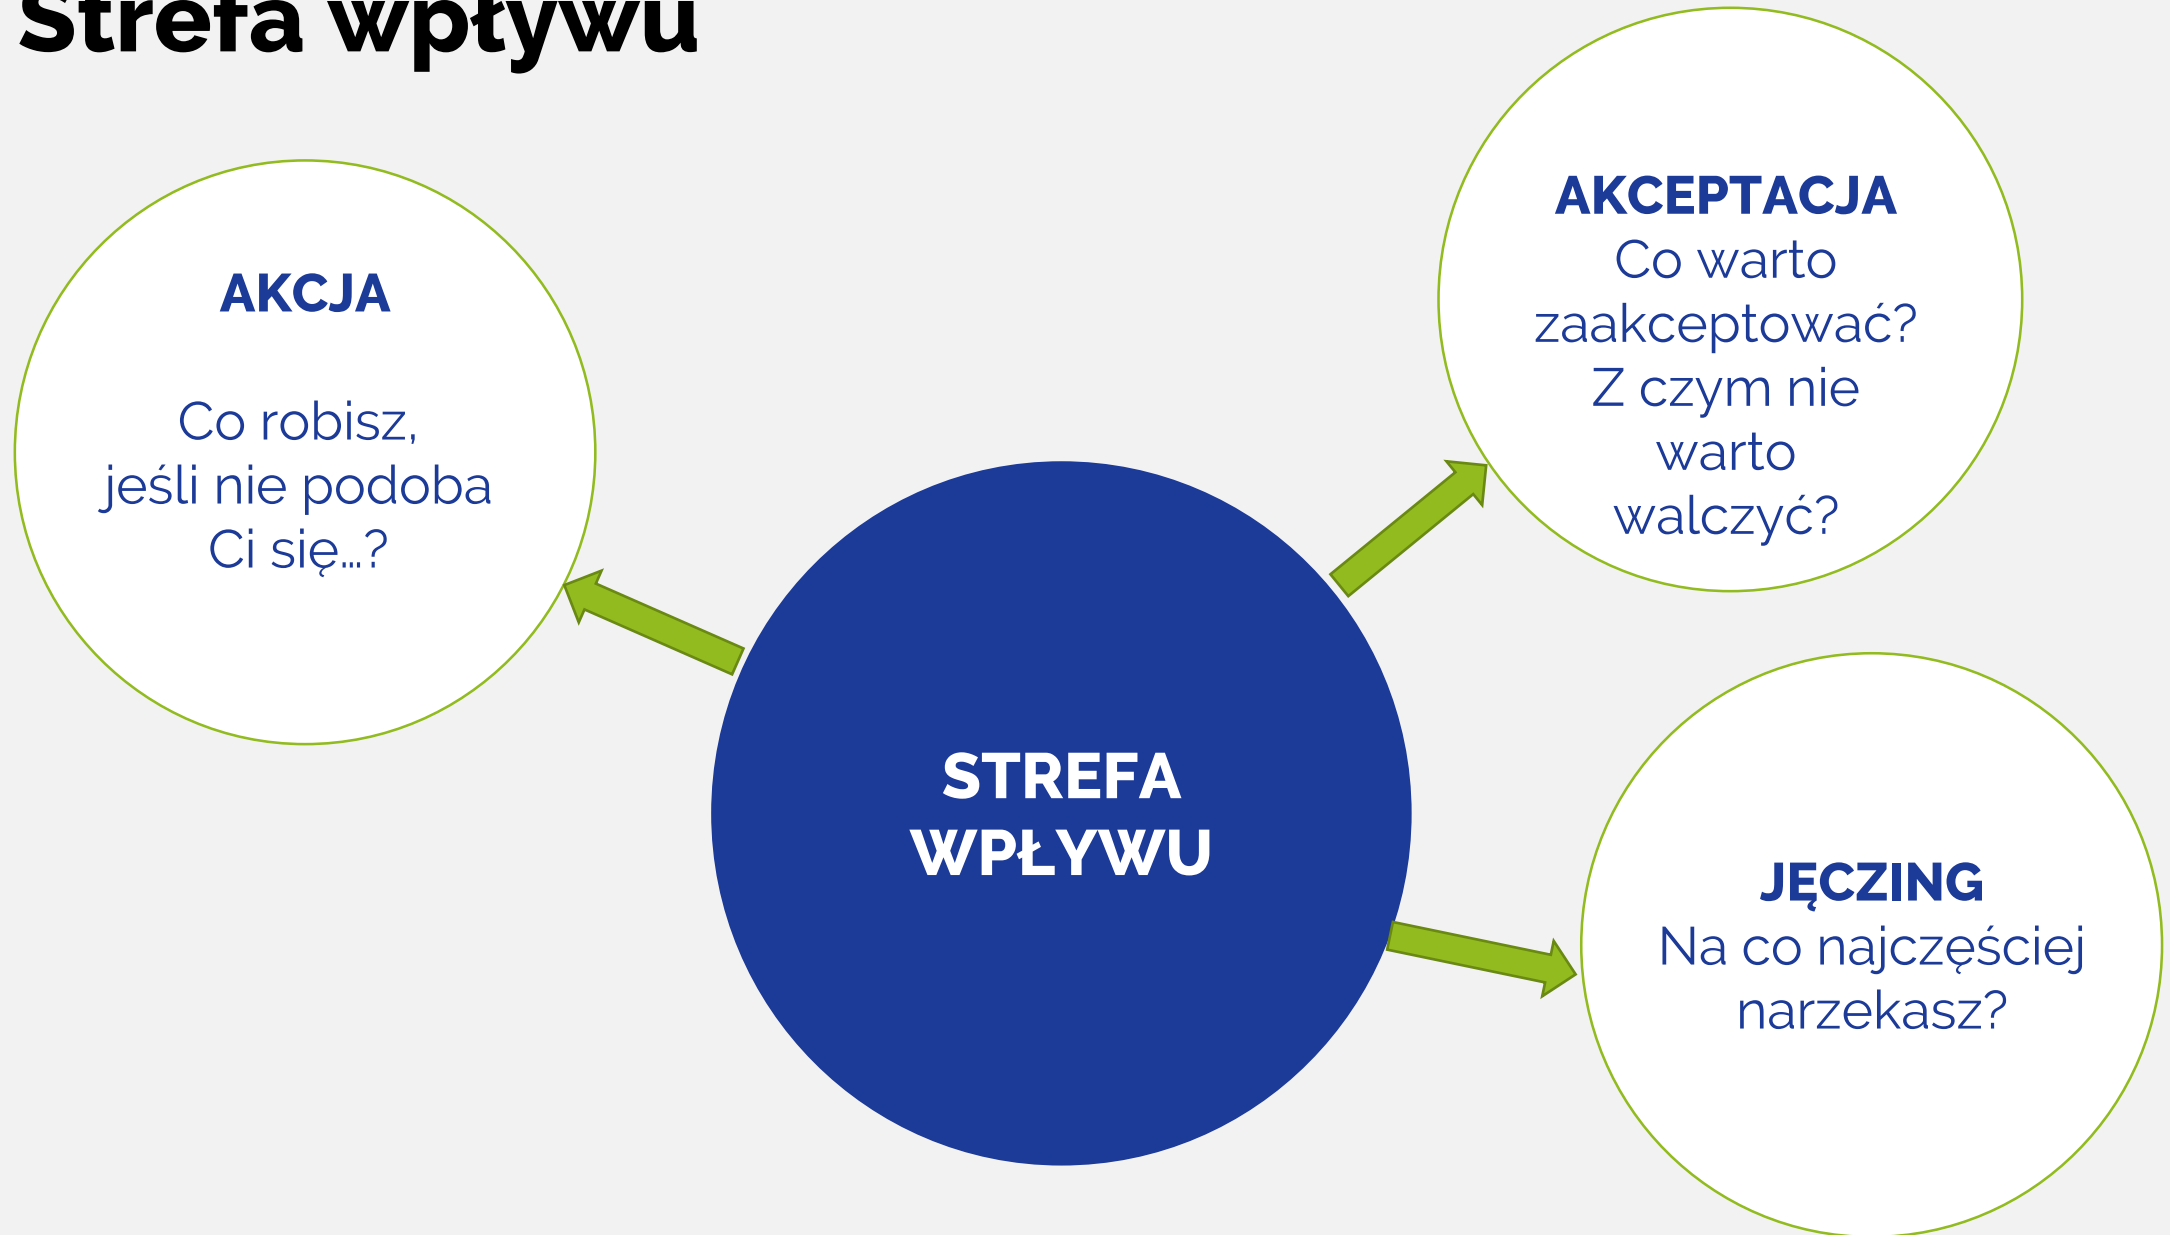 Strefa wpływu
AKCJA
Co robisz,
jeśli nie podoba
Ci się...?
AKCEPTACJA
Co warto
zaakceptować?
Z czym nie
warto
walczyć?
STREFA
WPŁYWU
JĘCZING
Na co najczęściej
narzekasz?